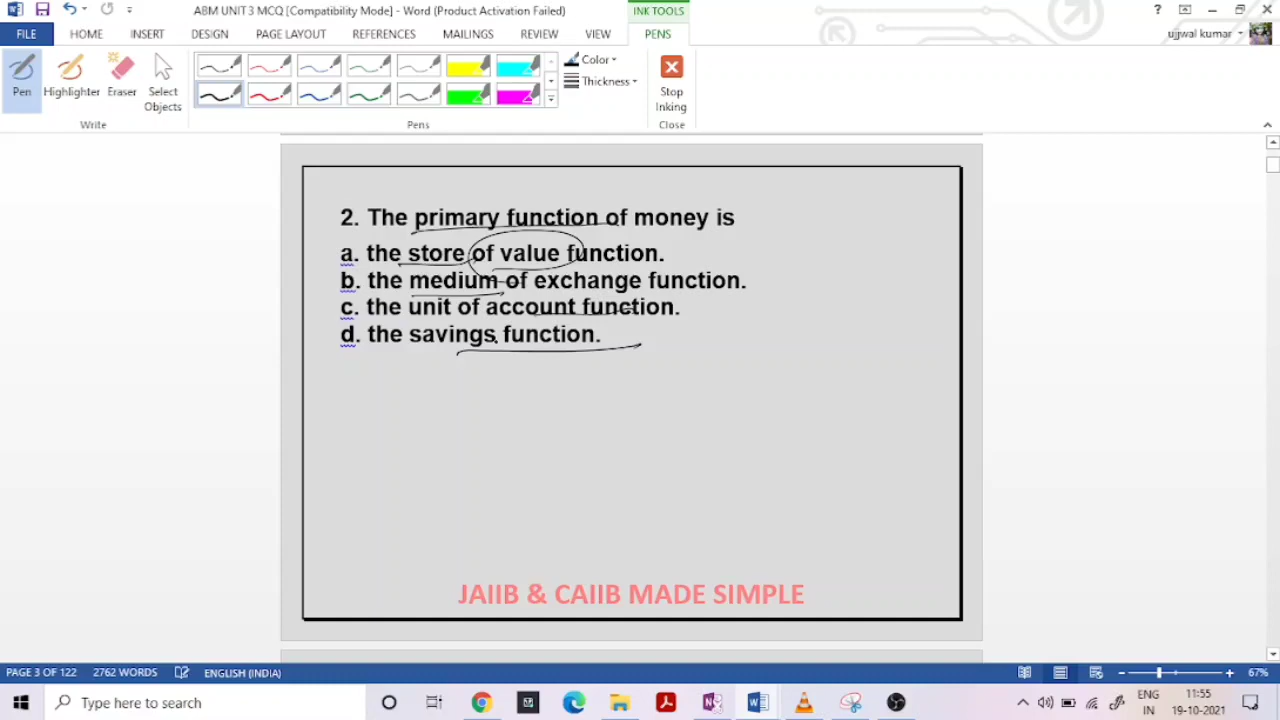 ABM UNIT 3 MCQ [Compatibility Mode] - Word (Product Activation Failed)
INK TOOLS
?
FILE
HOME
INSERT
DESIGN
PAGE LAYOUT
REFERENCES
MAILINGS
REVIEW
VIEW
PENS
ujjwal kumar
Pen
Highlighter
Eraser
Select Objects
Color
Thickness
Stop Inking
Write
Pens
Close
2. The primary function of money is
a. the store of value function.
b. the medium of exchange function.
c. the unit of account function.
d. the savings function.
JAIIB & CAIIB MADE SIMPLE
PAGE 3 OF 122
2762 WORDS
ENGLISH (INDIA)
67%
Type here to search
ENG
IN
11:55
19-10-2021